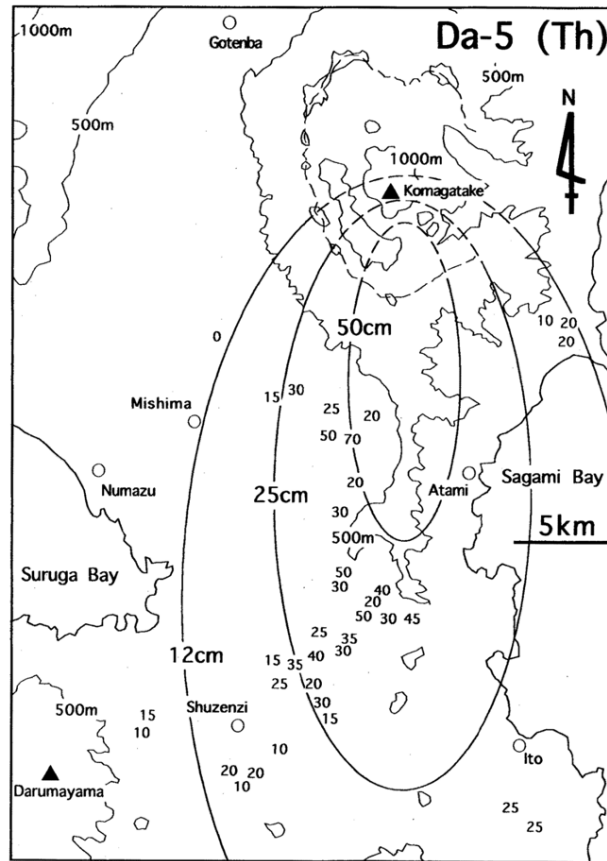 1000m
Gotenba
Da-5 (Th)
500m
N
500m
1000m
Komagatake
50cm
0
10 20
20
15 30
25 20
Mishima
50 70
Numazu
20
Atami
Sagami Bay
25cm
30
500m
5km
Suruga Bay
50
30
40
20
50 30 45
25
35
12cm
15 35 40 30
25 20
30
15
500m
15
10
Shuzenzi
10
Ito
20 20
10
Darumayama
25
25